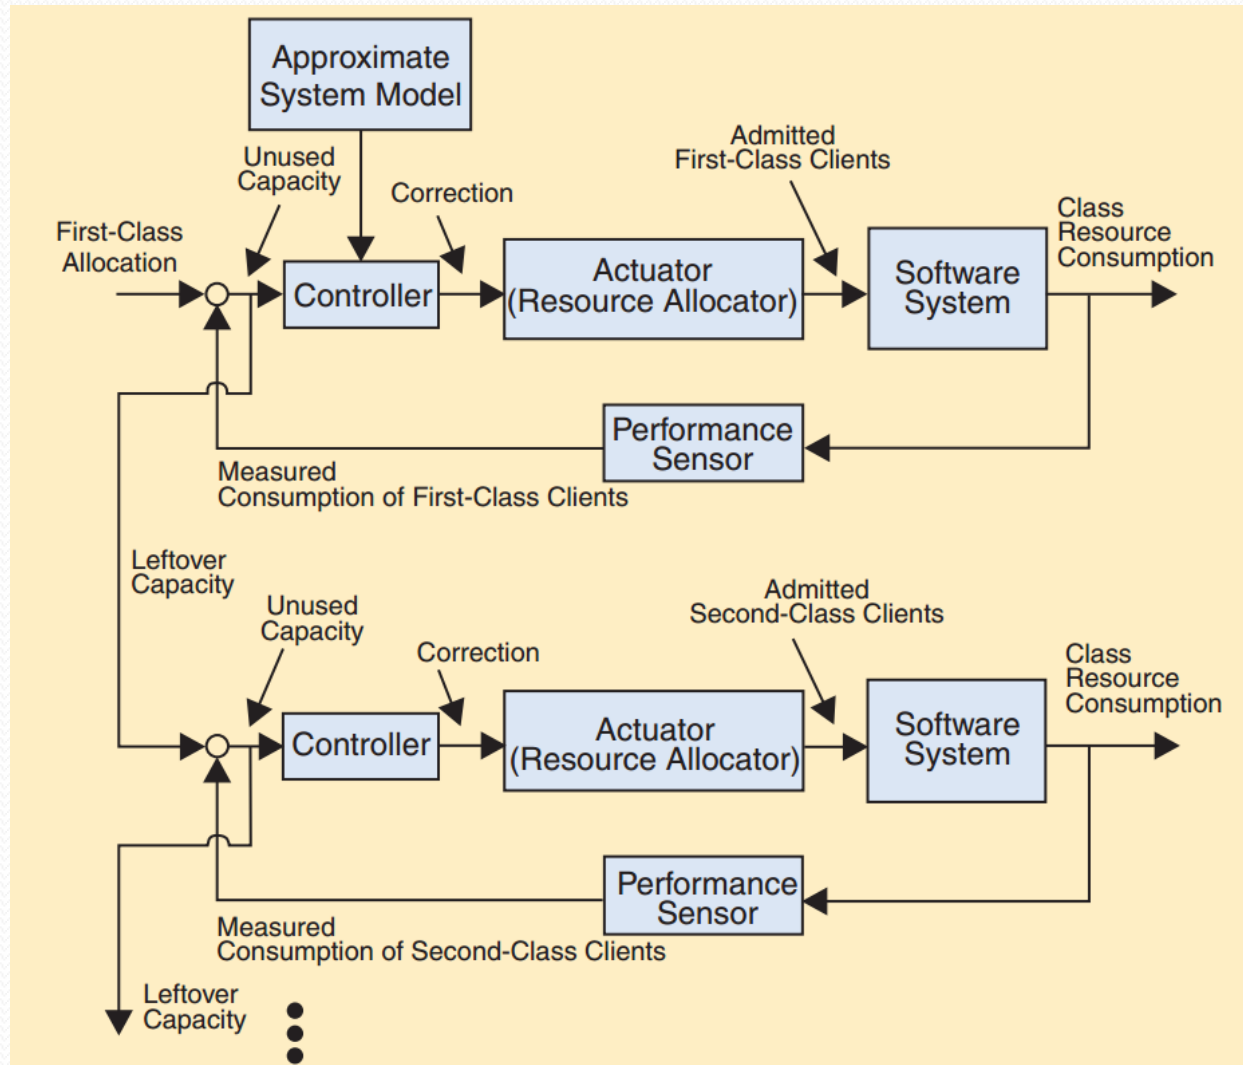 Approximate
System Model
Unused
Capacity
Correction
Admitted
First-Class Clients
First-Class
Allocation
Class
Resource
Consumption
Controller
Actuator
(Resource Allocator)
Software
System
Performance
Sensor
Measured
Consumption of First-Class Clients
Leftover
Capacity
Unused
Capacity
Correction
Admitted
Second-Class Clients
Class
Resource
Consumption
Controller
Actuator
(Resource Allocator)
Software
System
Performance
Sensor
Measured
Consumption of Second-Class Clients
Leftover
Capacity